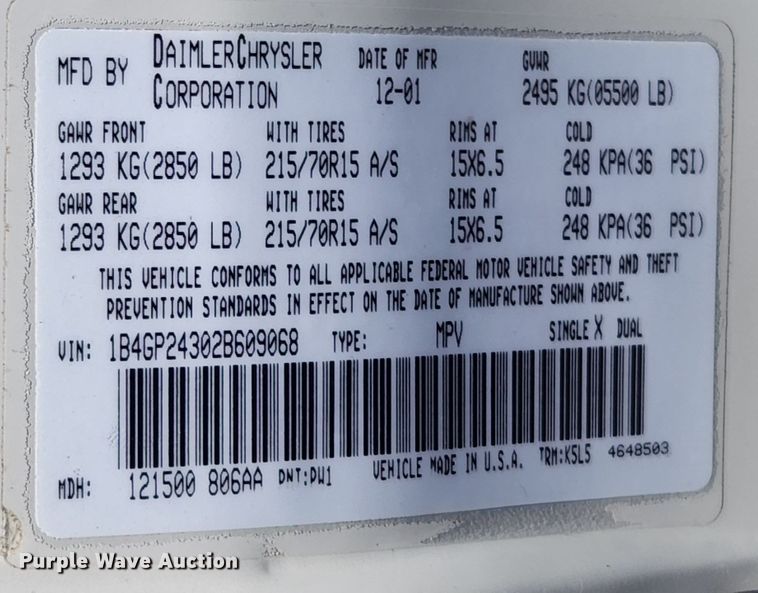 MFD BY DAIMLERCHRYSLER CORPORATION DATE OF MFR 12-01 GVWR 2495 KG(05500 LB)
GAWR FRONT WITH TIRES RIMS AT COLD
1293 KG(2850 LB) 215/70R15 A/S 15X6.5 248 KPA(36 PSI)
GAWR REAR WITH TIRES RIMS AT COLD
1293 KG(2850 LB) 215/70R15 A/S 15X6.5 248 KPA(36 PSI)
THIS VEHICLE CONFORMS TO ALL APPLICABLE FEDERAL MOTOR VEHICLE SAFETY AND THEFT
PREVENTION STANDARDS IN EFFECT ON THE DATE OF MANUFACTURE SHOWN ABOVE.
VIN: 1B4GP24302B609068 TYPE: MPV SINGLE X DUAL
MDH: 121500 806AA DNT:PW1 VEHICLE MADE IN U.S.A. TRM:K5L5 4648503
Purple Wave Auction